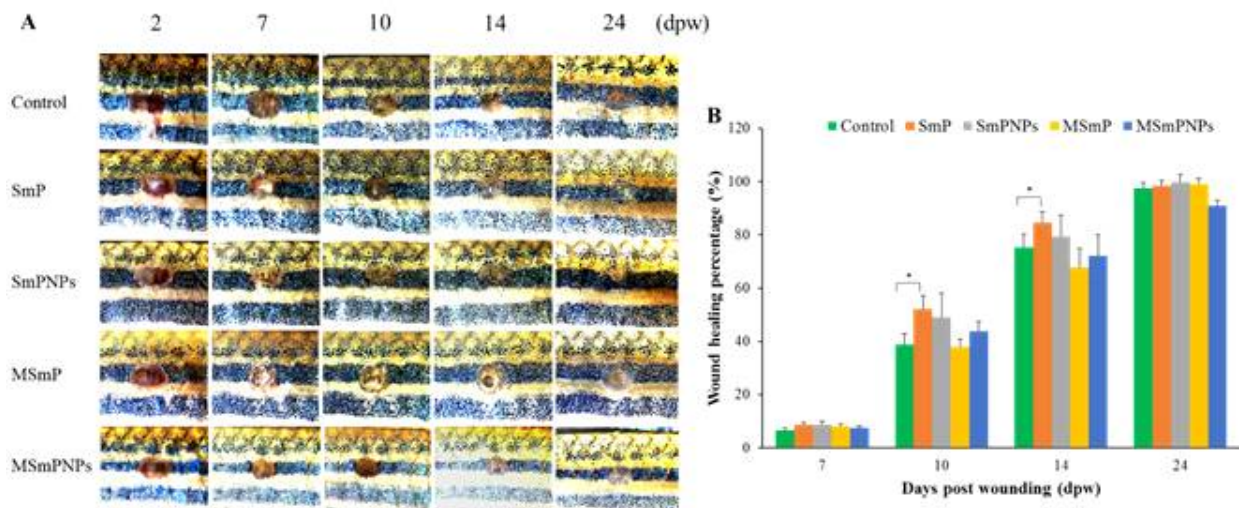 A
2 7 10 14 24 (dpw)
Control
SmP
SmPNPs
MSmP
MSmPNPs
B
Control SmP SmPNPs MSmP MSmPNPs
Wound healing percentage (%)
120
100
80
60
40
20
0
*
*
7 10 14 24
Days post wounding (dpw)